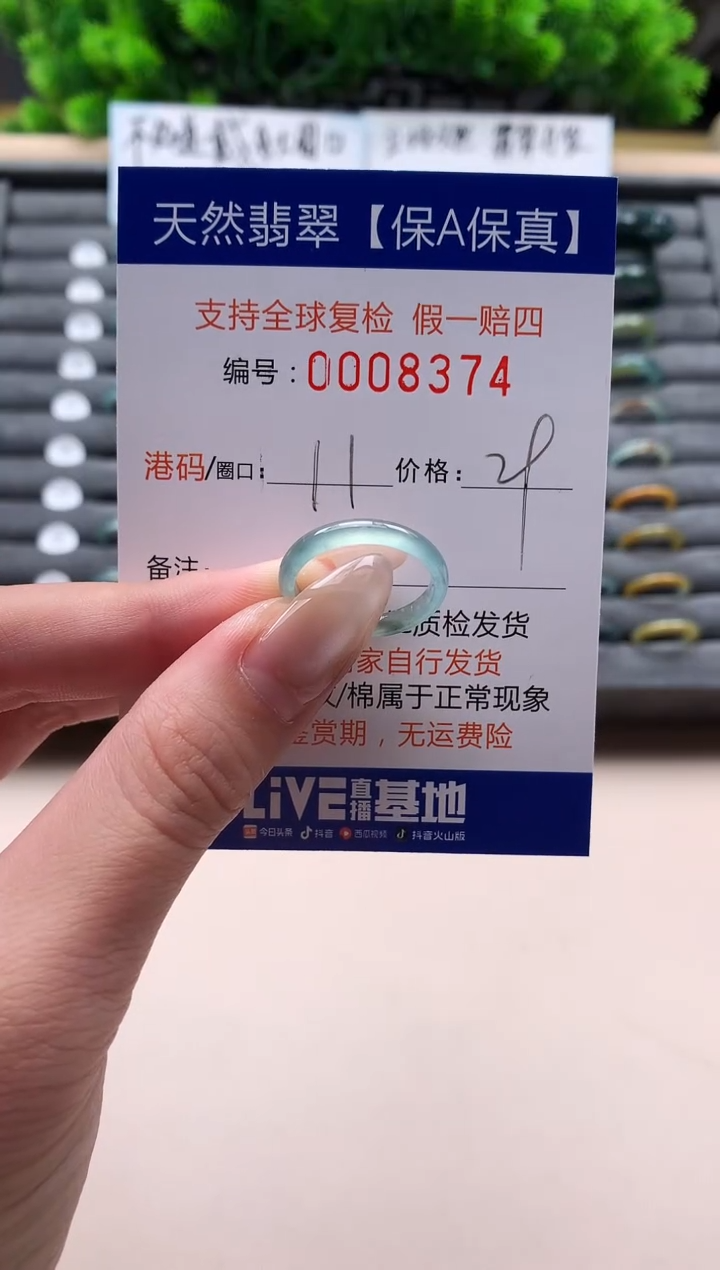 天然翡翠【保A保真】
支持全球复检 假一赔四
编号：0008374
港码/圈口： 11 价格：29
备注：
质检发货
家自行发货
/棉属于正常现象
鉴赏期，无运费险
LiVE直播基地
今日头条 抖音 西瓜视频 抖音火山版